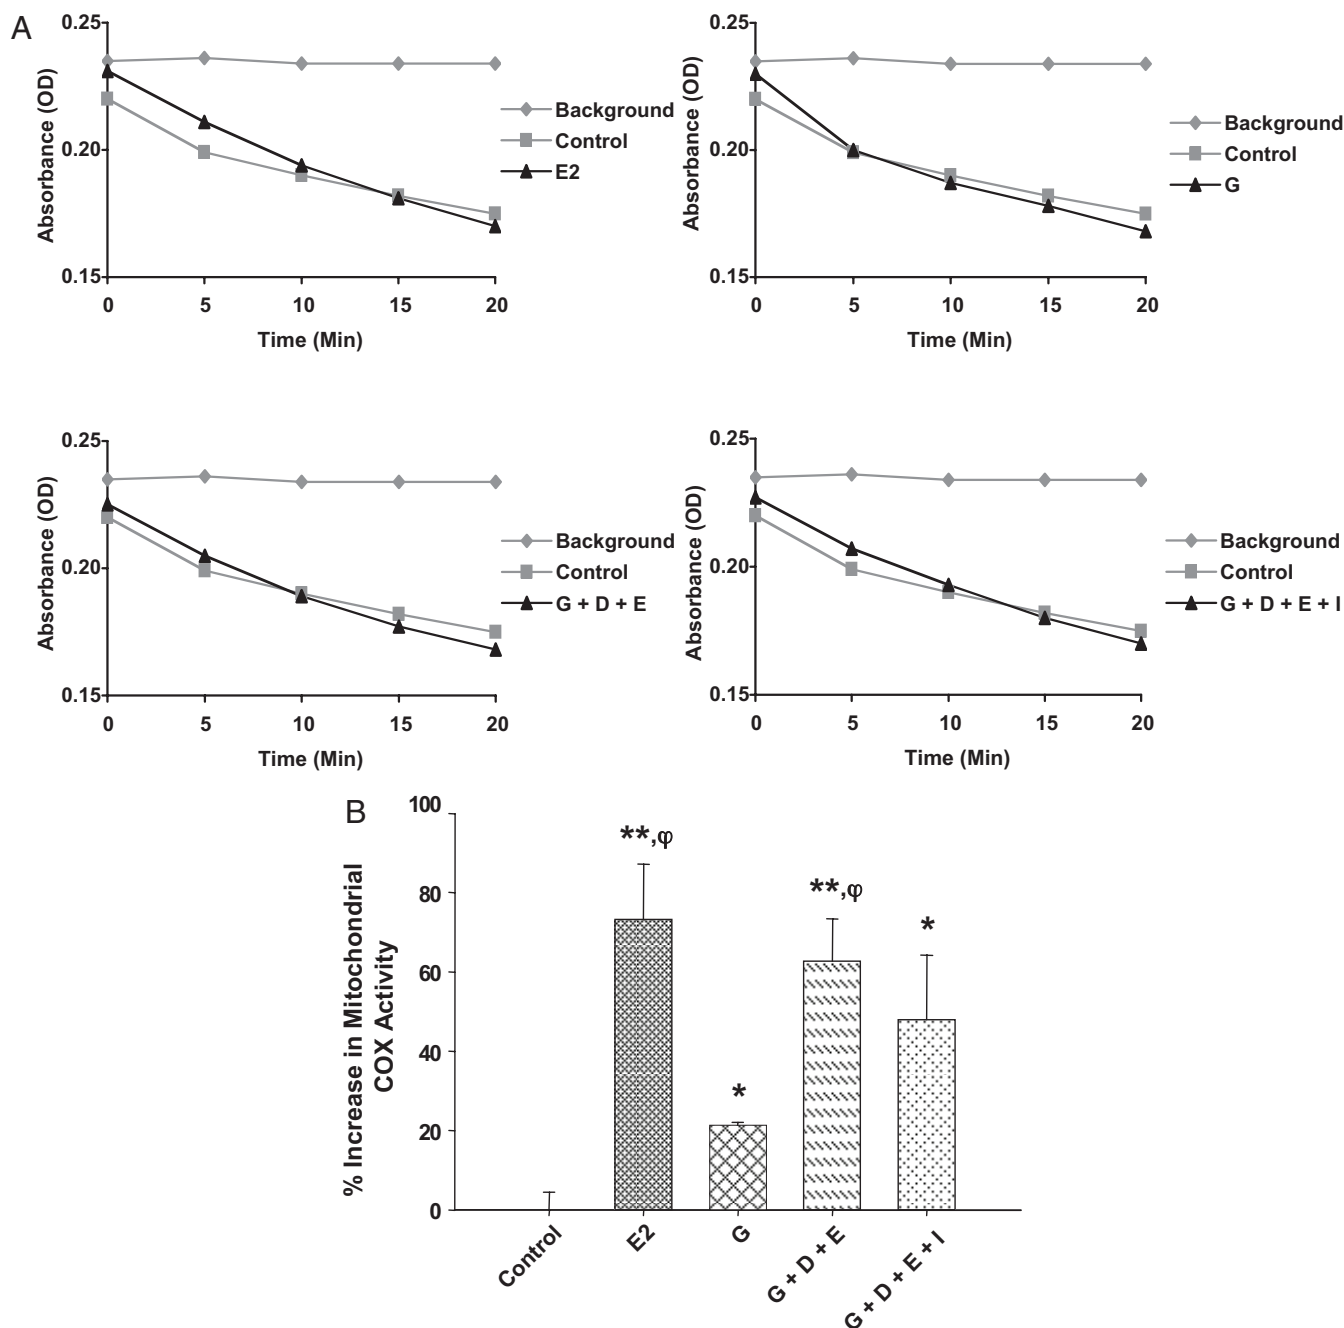 A
0.25
0.20
0.15
Absorbance (OD)
0 5 10 15 20
Time (Min)
Background
Control
E2
0.25
0.20
0.15
Absorbance (OD)
0 5 10 15 20
Time (Min)
Background
Control
G
0.25
0.20
0.15
Absorbance (OD)
0 5 10 15 20
Time (Min)
Background
Control
G + D + E
0.25
0.20
0.15
Absorbance (OD)
0 5 10 15 20
Time (Min)
Background
Control
G + D + E + I
B
% Increase in Mitochondrial
COX Activity
100
80
60
40
20
0
**,φ
*
**,φ
*
Control
E2
G
G + D + E
G + D + E + I